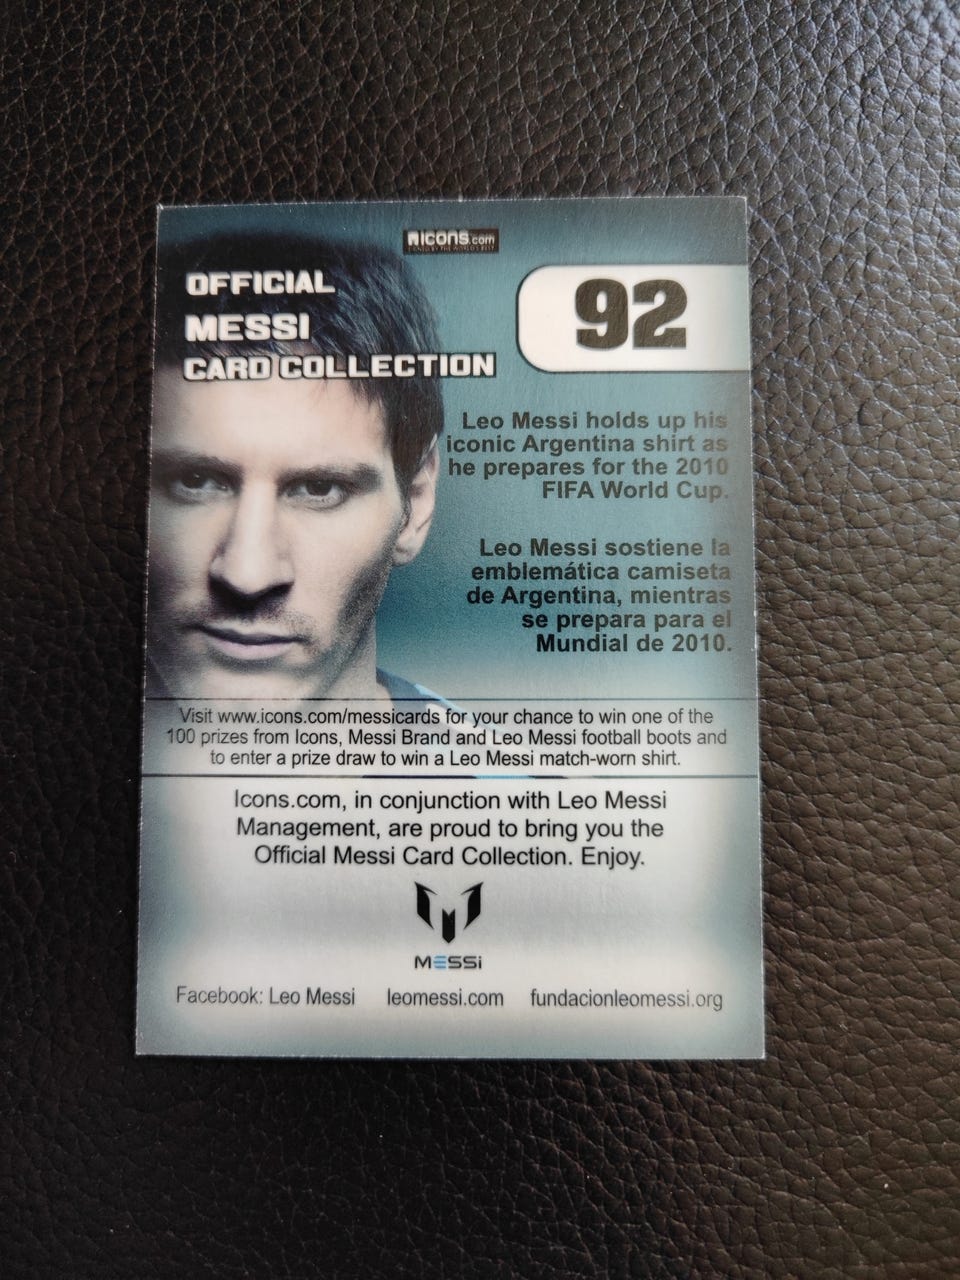 icons.com
OFFICIAL
MESSI
CARD COLLECTION
92
Leo Messi holds up his
iconic Argentina shirt as
he prepares for the 2010
FIFA World Cup.
Leo Messi sostiene la
emblemática camiseta
de Argentina, mientras
se prepara para el
Mundial de 2010.
Visit www.icons.com/messicards for your chance to win one of the
100 prizes from Icons, Messi Brand and Leo Messi football boots and
to enter a prize draw to win a Leo Messi match-worn shirt.
Icons.com, in conjunction with Leo Messi
Management, are proud to bring you the
Official Messi Card Collection. Enjoy.
MESSi
Facebook: Leo Messi leomessi.com fundacionleomessi.org